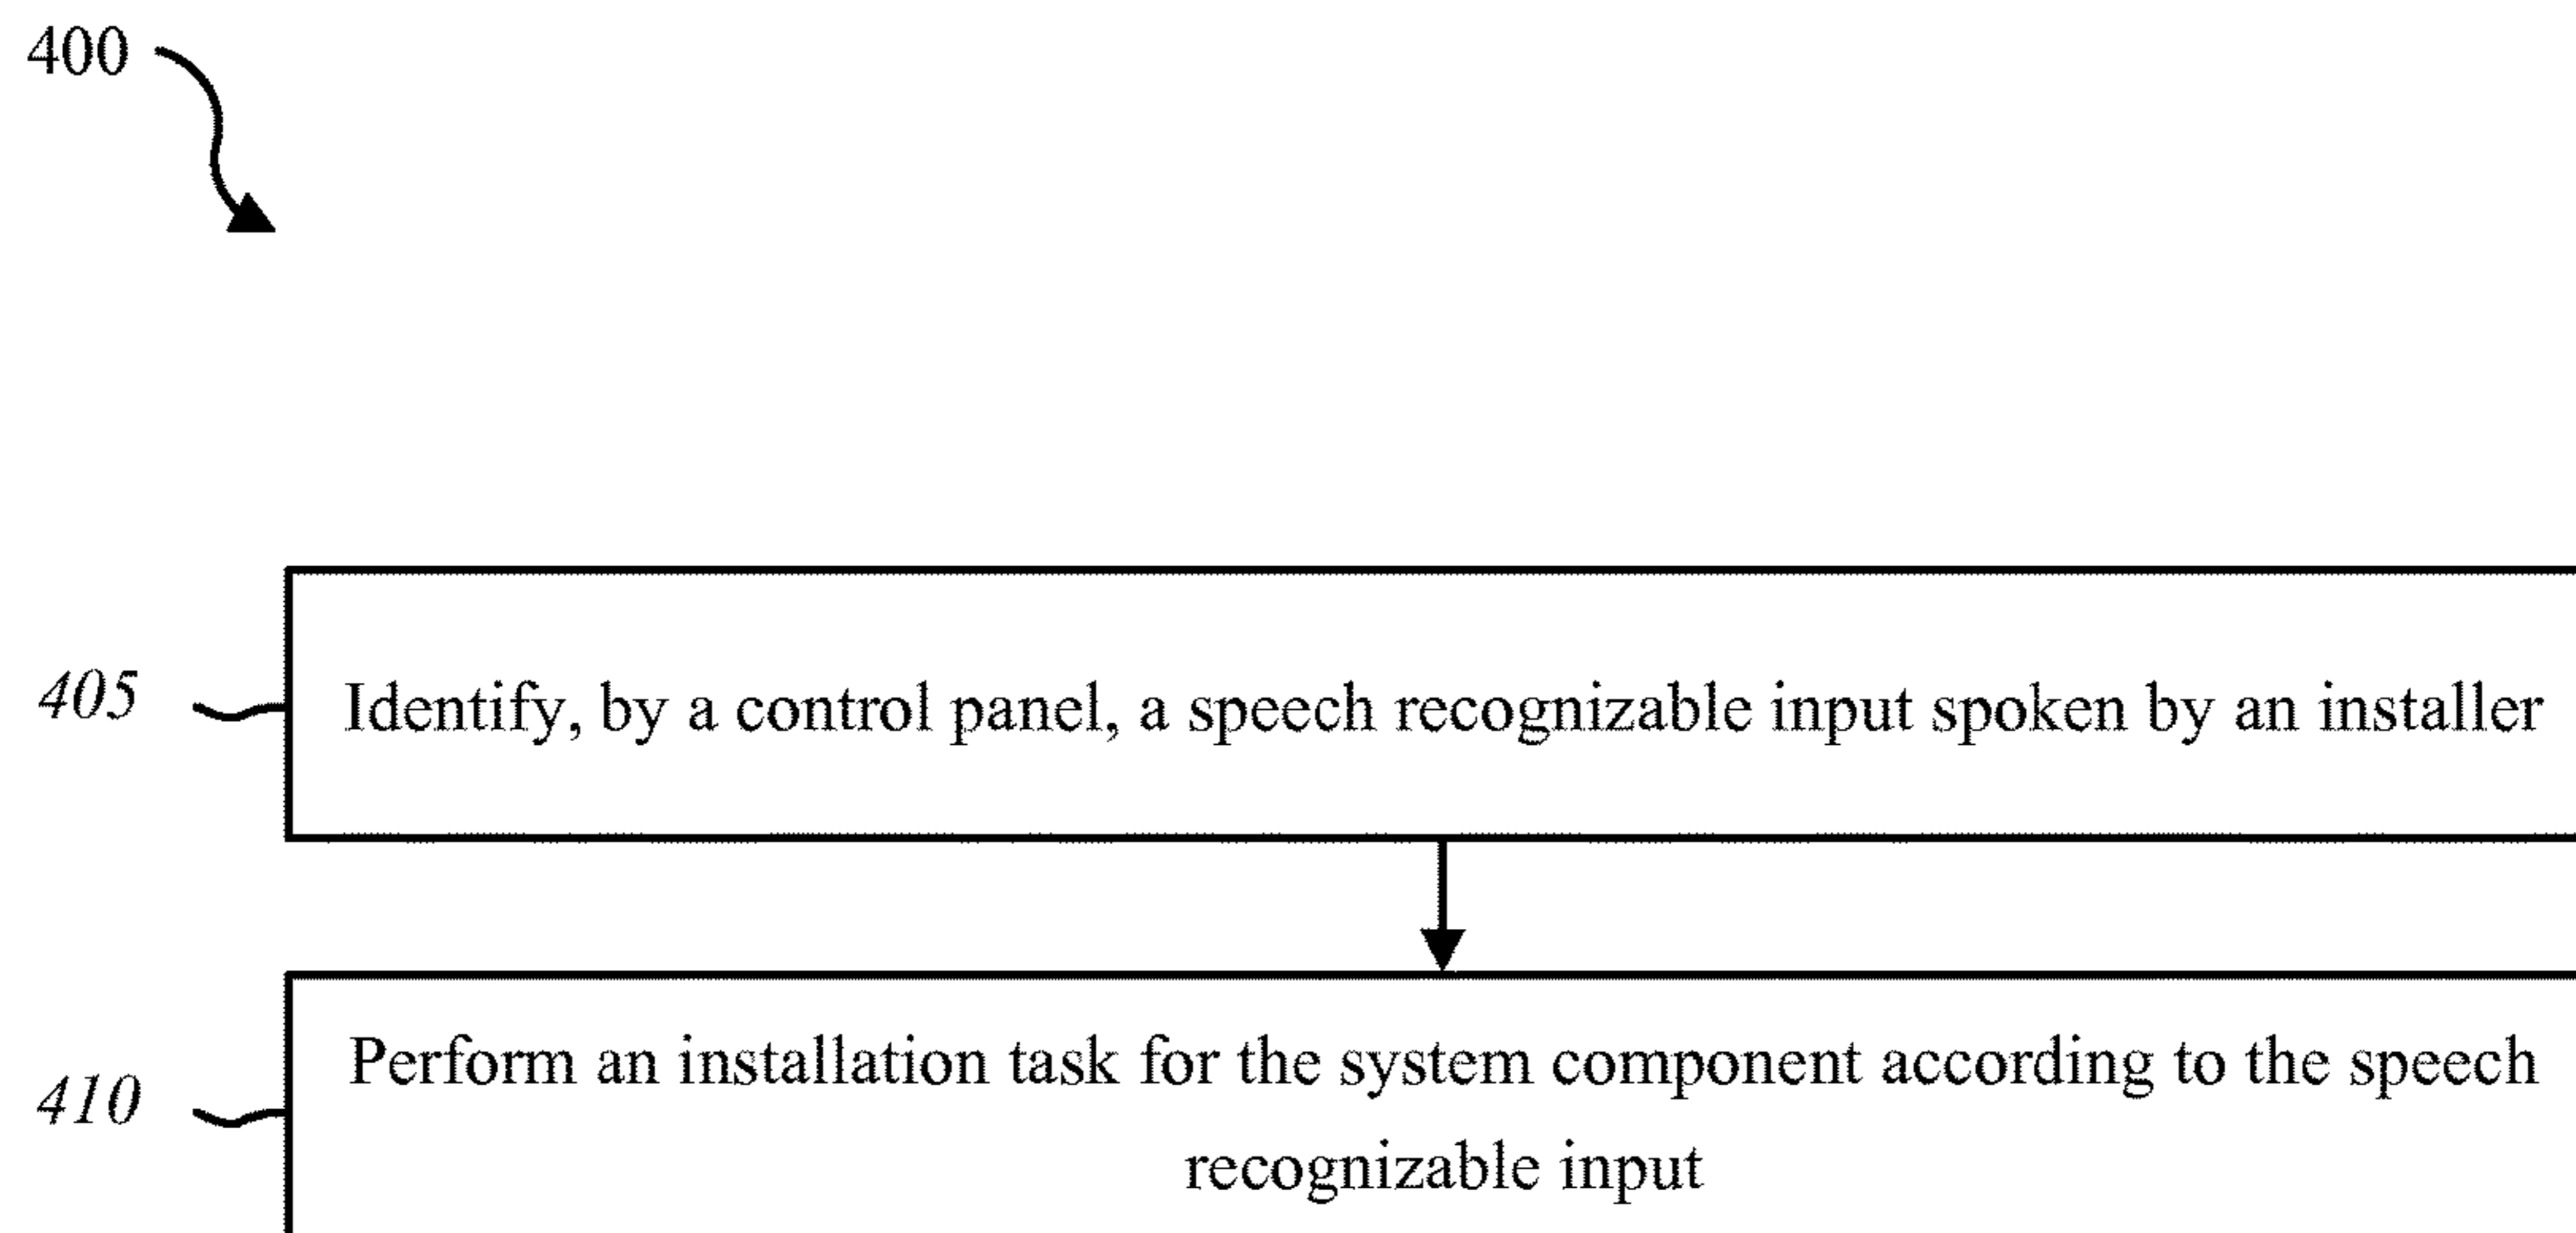 400
405
Identify, by a control panel, a speech recognizable input spoken by an installer
410
Perform an installation task for the system component according to the speech
recognizable input